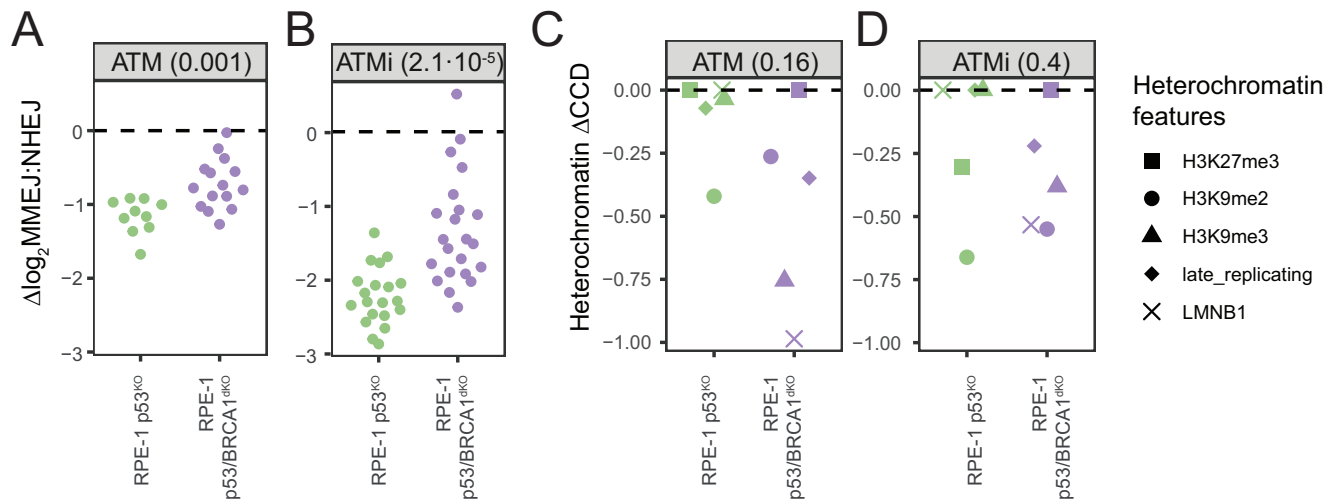 A
B
C
D
ATM (0.001)
ATMi (2.1·10⁻⁵)
ATM (0.16)
ATMi (0.4)
Δlog₂MMEJ:NHEJ
0
−1
−2
−3
RPE-1 p53ᴷᴼ
RPE-1
p53/BRCA1ᵈᴷᴼ
0
−1
−2
−3
RPE-1 p53ᴷᴼ
RPE-1
p53/BRCA1ᵈᴷᴼ
Heterochromatin ΔCCD
0.00
−0.25
−0.50
−0.75
−1.00
RPE-1 p53ᴷᴼ
RPE-1
p53/BRCA1ᵈᴷᴼ
0.00
−0.25
−0.50
−0.75
−1.00
RPE-1 p53ᴷᴼ
RPE-1
p53/BRCA1ᵈᴷᴼ
Heterochromatin
features
H3K27me3
H3K9me2
H3K9me3
late_replicating
LMNB1